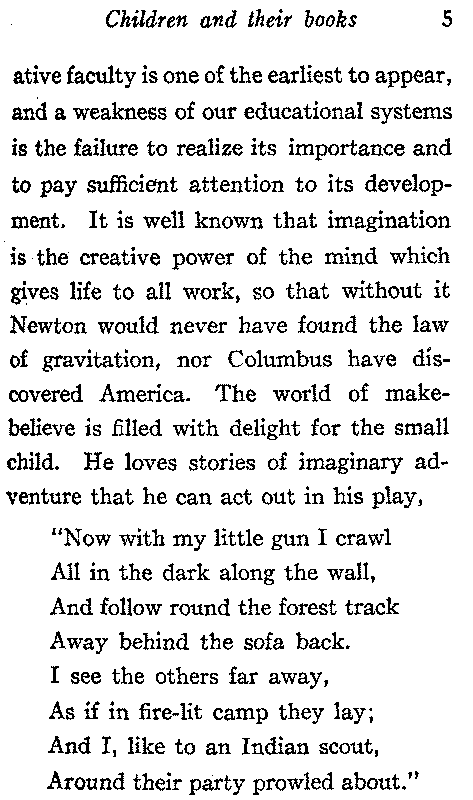 Children and their books 5
ative faculty is one of the earliest to appear,
and a weakness of our educational systems
is the failure to realize its importance and
to pay sufficient attention to its develop-
ment. It is well known that imagination
is the creative power of the mind which
gives life to all work, so that without it
Newton would never have found the law
of gravitation, nor Columbus have dis-
covered America. The world of make-
believe is filled with delight for the small
child. He loves stories of imaginary ad-
venture that he can act out in his play,
"Now with my little gun I crawl
All in the dark along the wall,
And follow round the forest track
Away behind the sofa back.
I see the others far away,
As if in fire-lit camp they lay;
And I, like to an Indian scout,
Around their party prowled about."